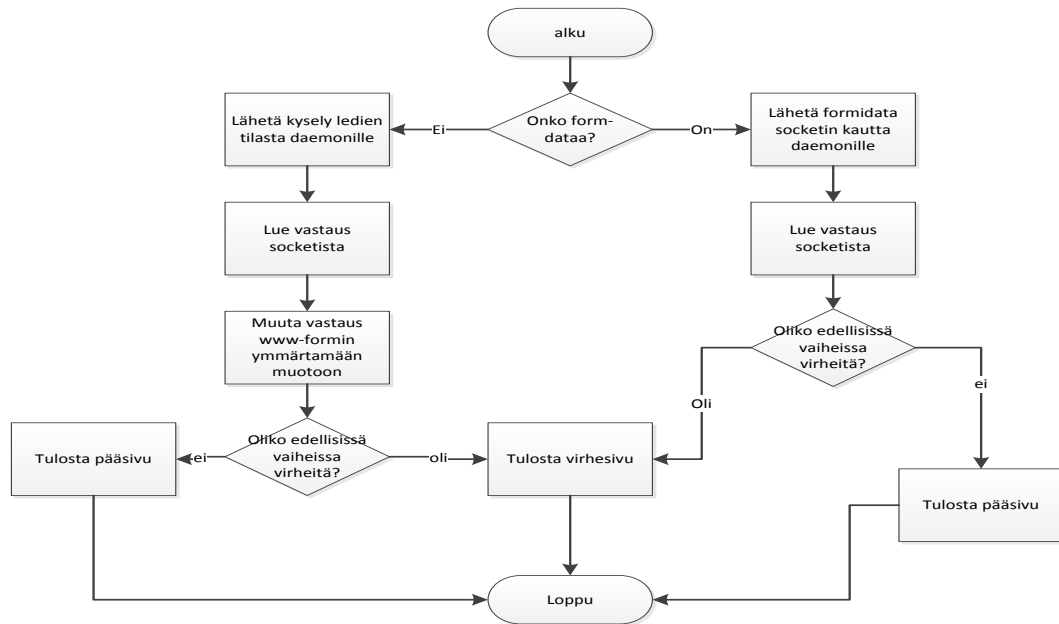 alku
Lähetä kysely ledien
tilasta daemonille
Ei
Onko form-
dataa?
On
Lähetä formidata
socketin kautta
daemonille
Lue vastaus
socketista
Lue vastaus
socketista
Muuta vastaus
www-formin
ymmärtamään
muotoon
Oliko edellisissä
vaiheissa
virheitä?
Oli
ei
Tulosta pääsivu
ei
Oliko edellisissä
vaiheissa
virheitä?
oli
Tulosta virhesivu
Tulosta pääsivu
Loppu